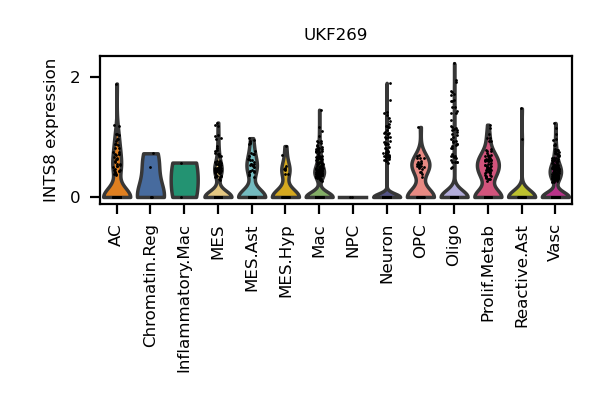 UKF269
INTS8 expression
2
0
AC
Chromatin.Reg
Inflammatory.Mac
MES
MES.Ast
MES.Hyp
Mac
NPC
Neuron
OPC
Oligo
Prolif.Metab
Reactive.Ast
Vasc